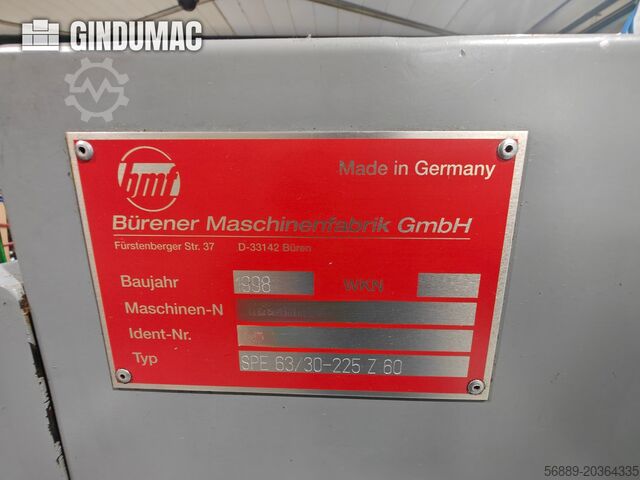 GINDUMAC
bmf
Made in Germany
Bürener Maschinenfabrik GmbH
Fürstenberger Str. 37 D-33142 Büren
Baujahr 1998 WKN
Maschinen-N
Ident-Nr.
Typ SPE 63/30-225 Z 60
56889-20364335